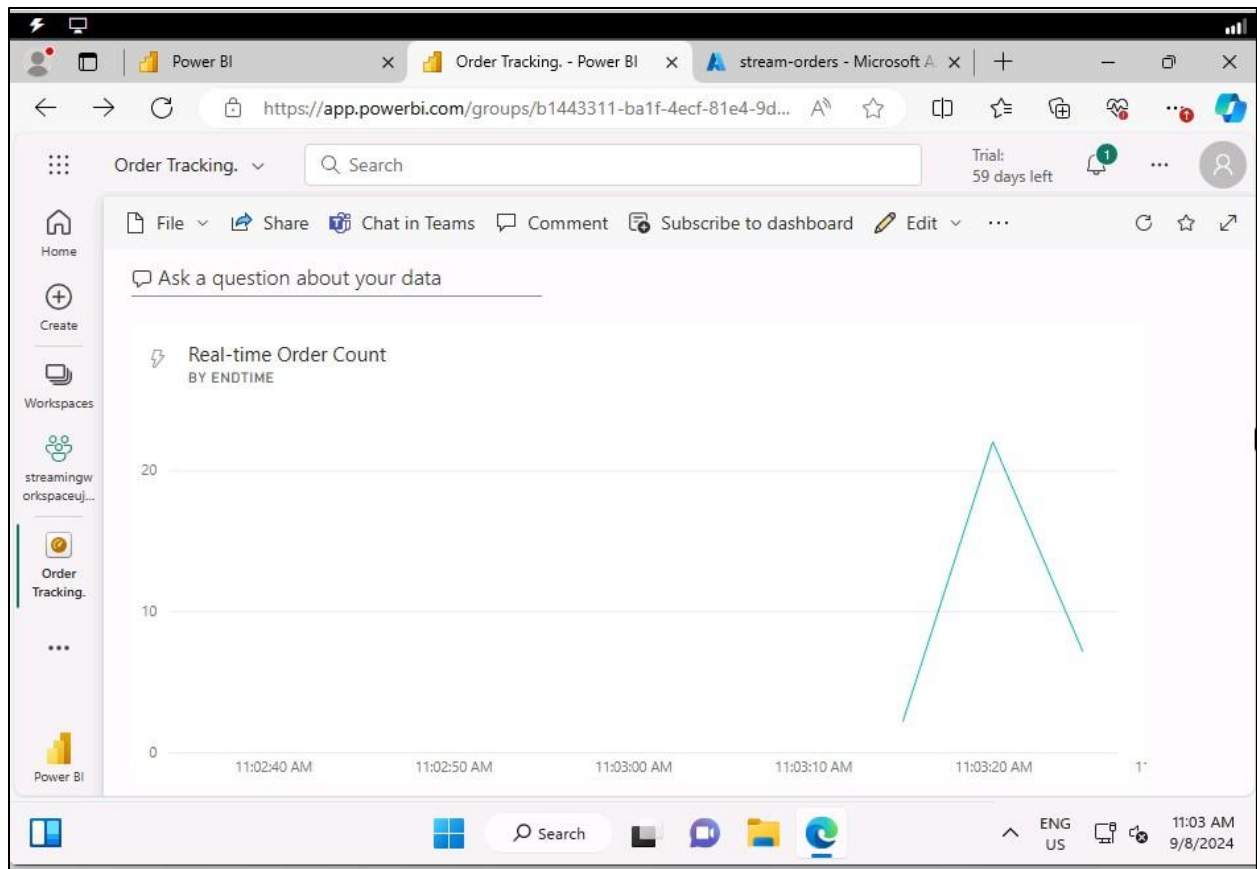 Power BI
Order Tracking. - Power BI
stream-orders - Microsoft A
https://app.powerbi.com/groups/b1443311-ba1f-4ecf-81e4-9d...
Order Tracking.
Search
Trial:
59 days left
1
File
Share
Chat in Teams
Comment
Subscribe to dashboard
Edit
Home
Create
Workspaces
streamingw
orkspaceuj...
Order
Tracking.
Power BI
Ask a question about your data
Real-time Order Count
BY ENDTIME
20
10
0
11:02:40 AM
11:02:50 AM
11:03:00 AM
11:03:10 AM
11:03:20 AM
Search
ENG
US
11:03 AM
9/8/2024